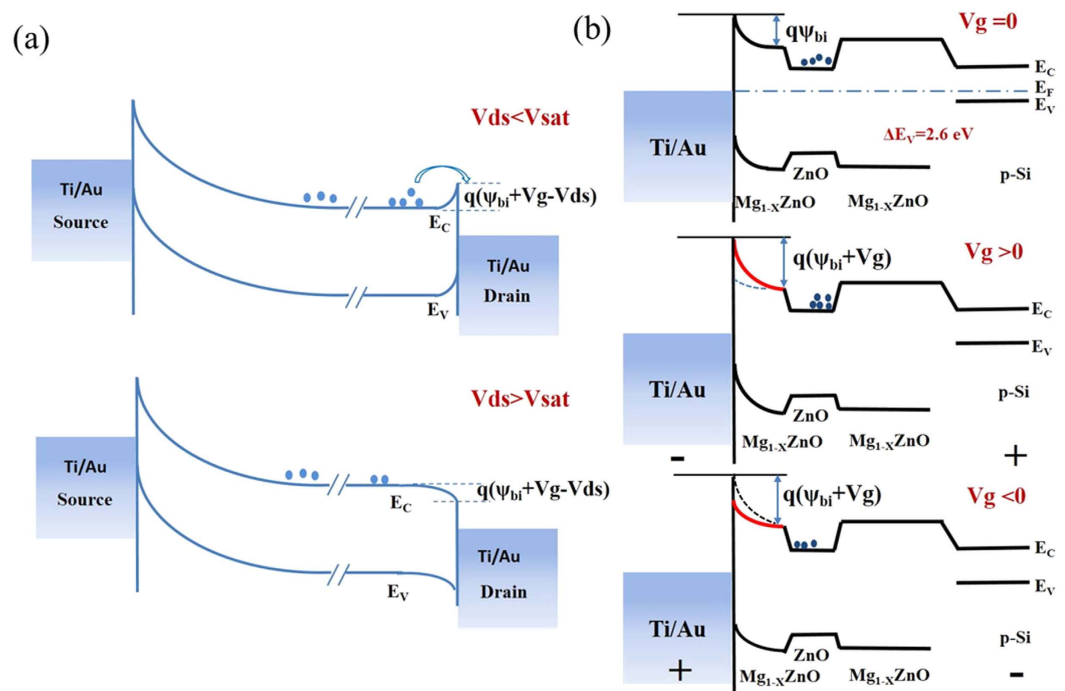 (a)
Vds<Vsat
Ti/Au
Source
q(ψbi+Vg-Vds)
EC
Ti/Au
Drain
EV
Vds>Vsat
Ti/Au
Source
q(ψbi+Vg-Vds)
EC
Ti/Au
Drain
EV
(b)
qψbi
Vg =0
EC
EF
EV
Ti/Au
ΔEV=2.6 eV
ZnO
p-Si
Mg1-XZnO
Mg1-XZnO
q(ψbi+Vg)
Vg >0
EC
EV
Ti/Au
p-Si
ZnO
Mg1-XZnO
Mg1-XZnO
-
+
q(ψbi+Vg)
Vg <0
EC
EV
Ti/Au
p-Si
ZnO
+
Mg1-XZnO
Mg1-XZnO
-